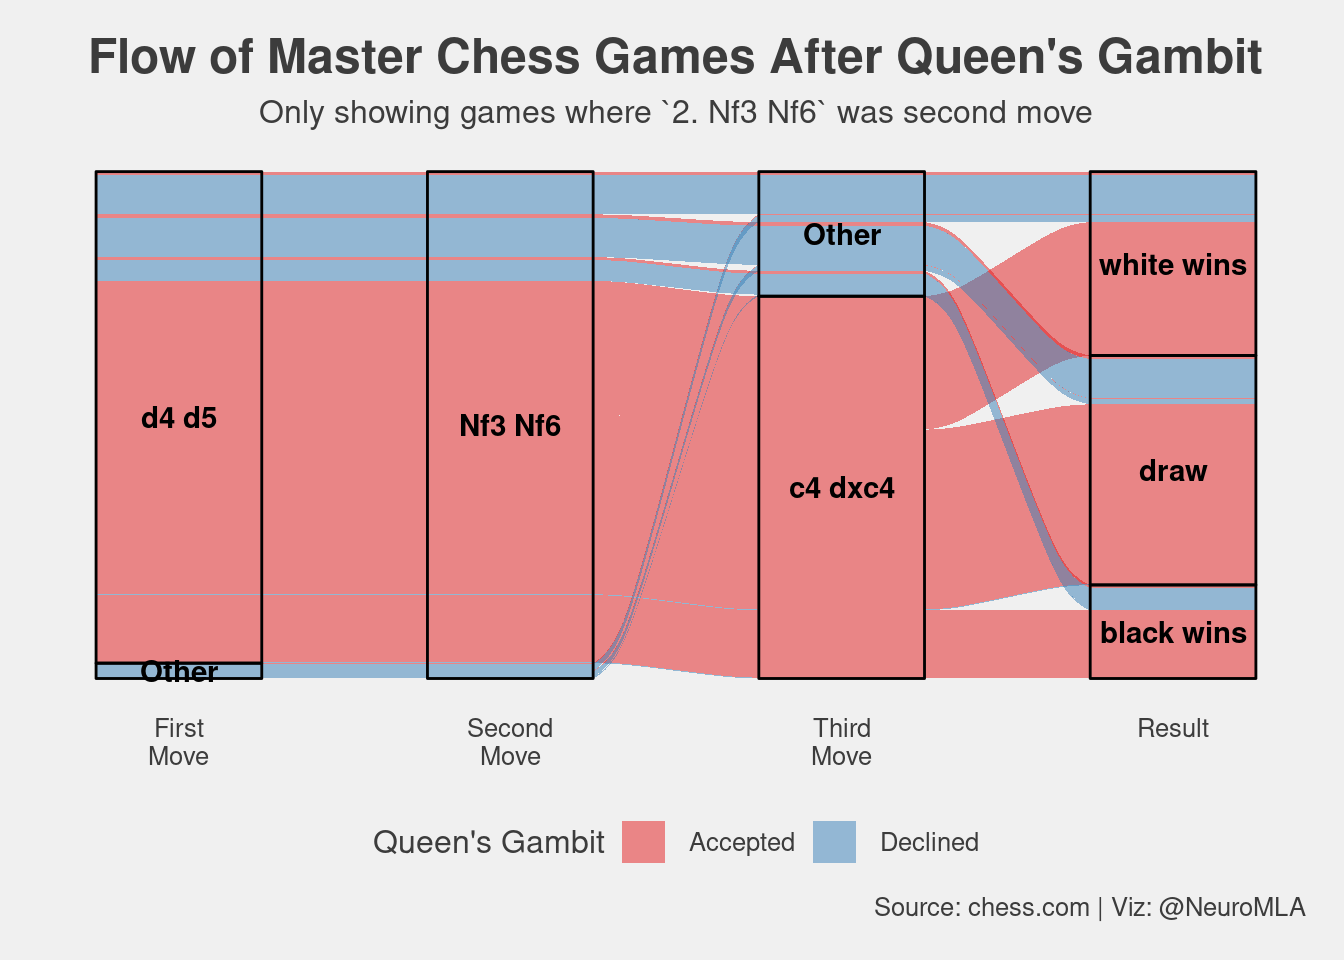 Flow of Master Chess Games After Queen's Gambit
Only showing games where `2. Nf3 Nf6` was second move
d4 d5
Other
Nf3 Nf6
Other
c4 dxc4
white wins
draw
black wins
First
Move
Second
Move
Third
Move
Result
Queen's Gambit
Accepted
Declined
Source: chess.com | Viz: @NeuroMLA